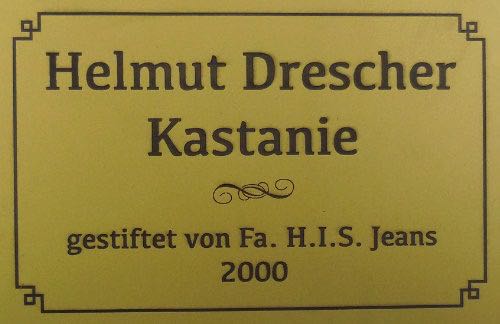 Helmut Drescher
Kastanie
gestiftet von Fa. H.I.S. Jeans
2000